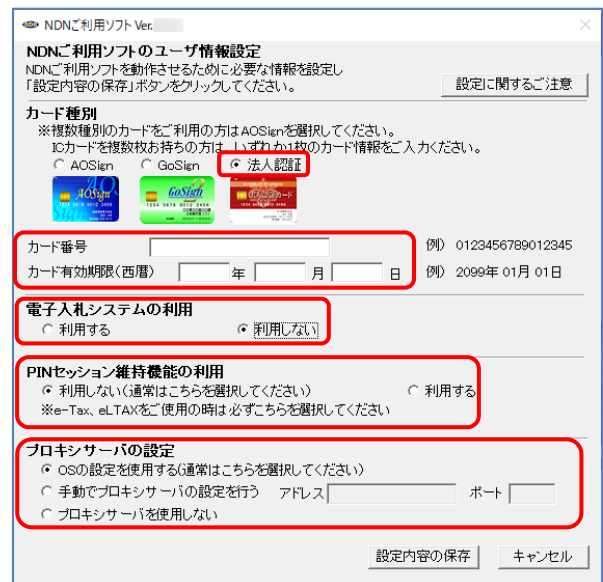 NDNご利用ソフト Ver.
NDNご利用ソフトのユーザ情報設定
NDNご利用ソフトを動作させるために必要な情報を設定し
「設定内容の保存」ボタンをクリックしてください。
設定に関するご注意
カード種別
※複数種別のカードをご利用の方はAOSignを選択してください。
ICカードを複数枚お持ちの方は、いずれか1枚のカード情報をご入力ください。
AOSign GoSign 法人認証
AOSign GoSign
カード番号 例） 0123456789012345
カード有効期限(西暦) 年 月 日 例） 2099年 01月 01日
電子入札システムの利用
利用する 利用しない
PINセッション維持機能の利用
利用しない(通常はこちらを選択してください) 利用する
※e-Tax、eLTAXをご使用の時は必ずこちらを選択してください
プロキシサーバの設定
OSの設定を使用する(通常はこちらを選択してください)
手動でプロキシサーバの設定を行う アドレス ポート
プロキシサーバを使用しない
設定内容の保存 キャンセル